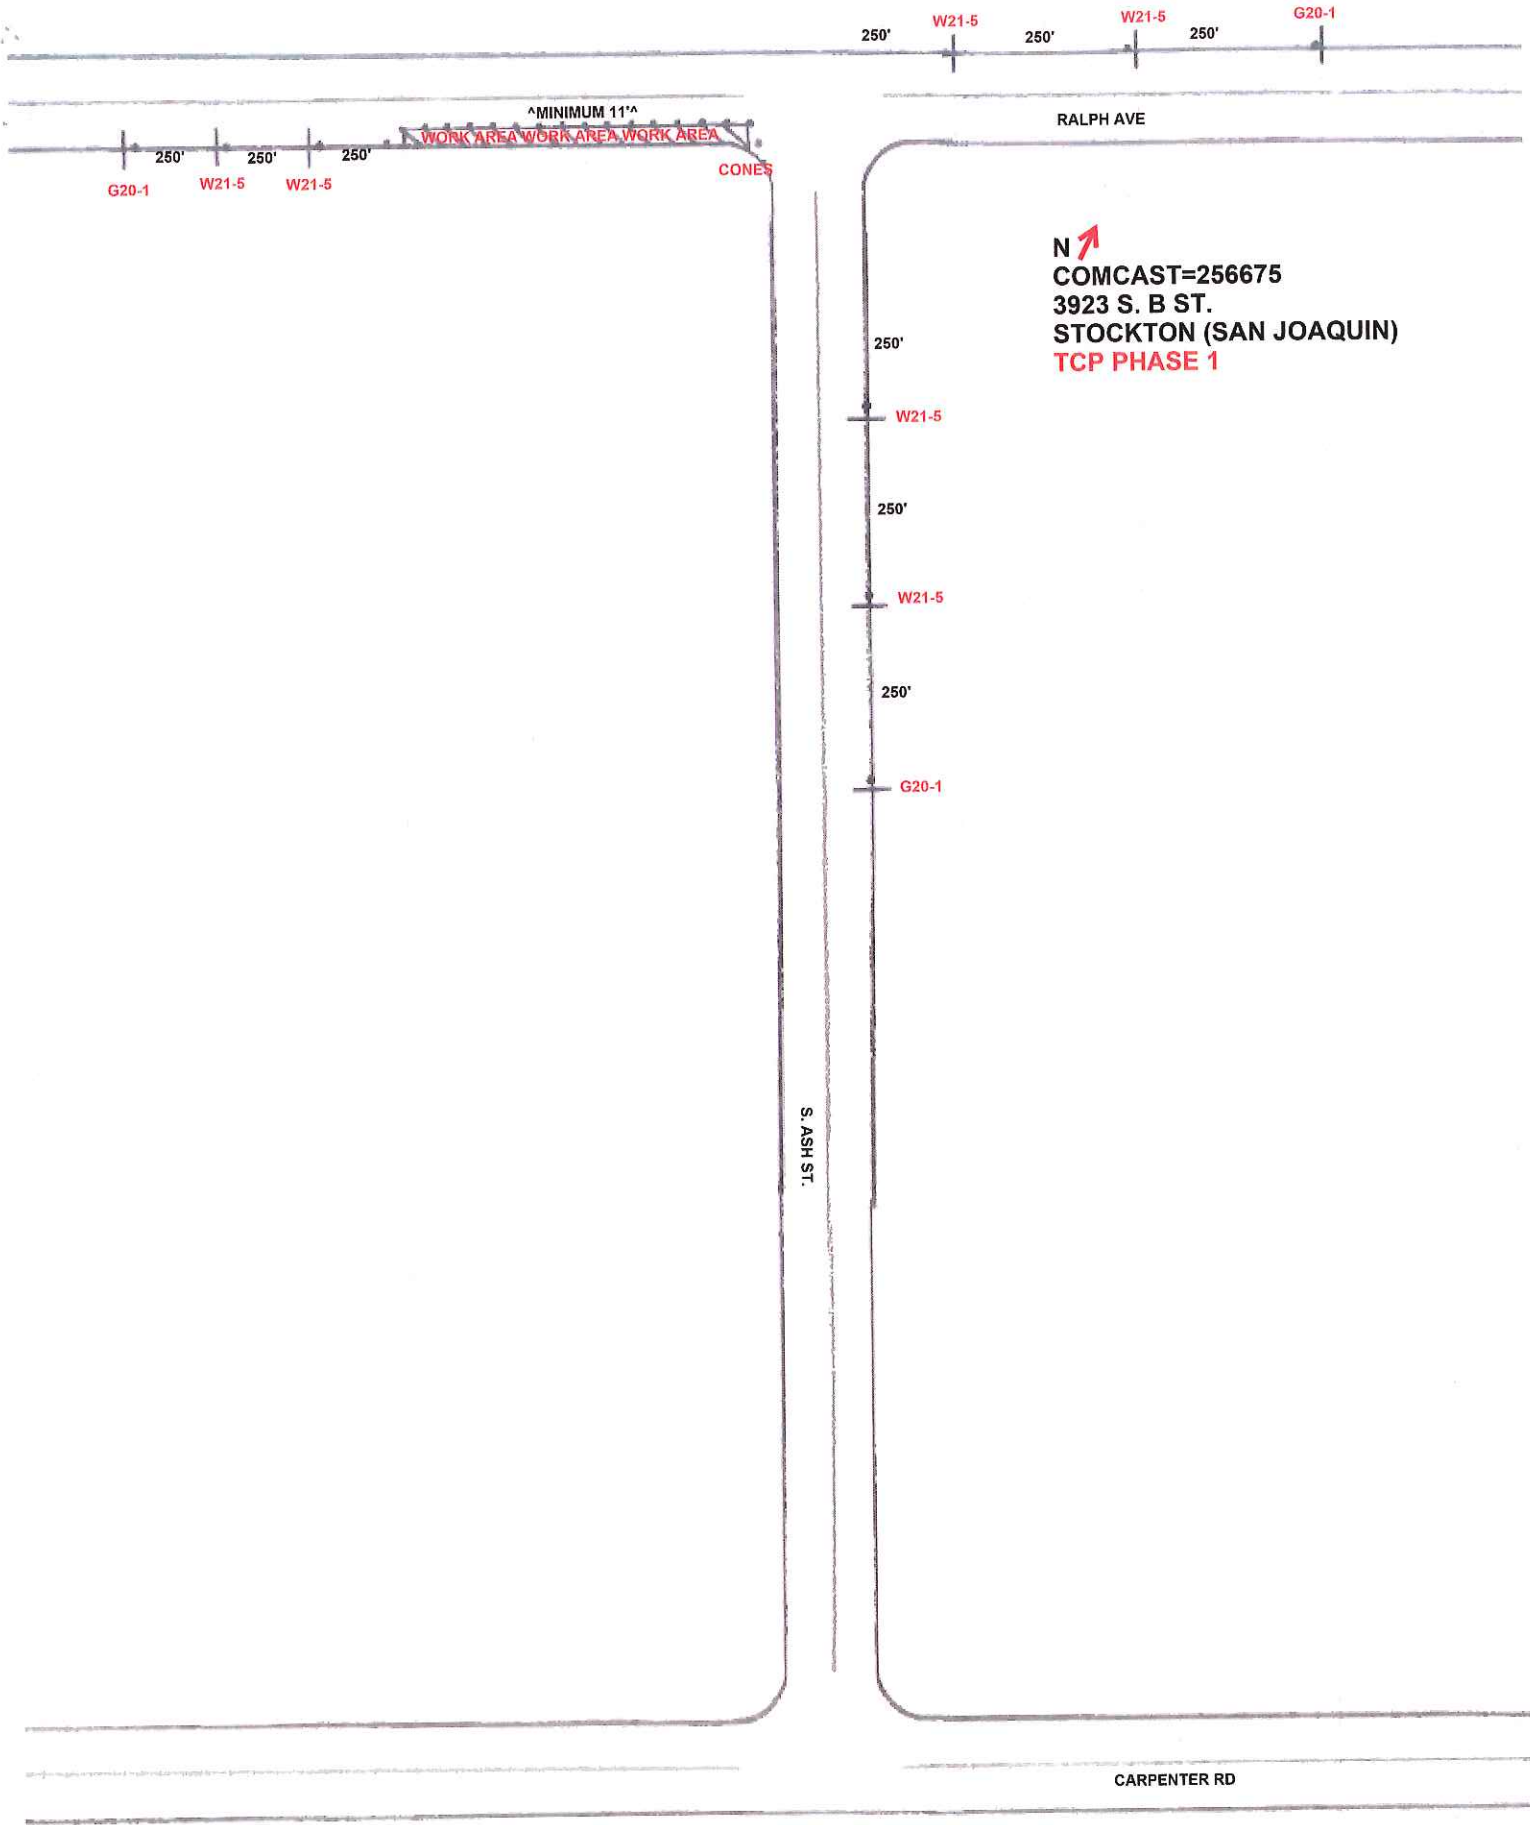 W21-5
W21-5
G20-1
250'
250'
250'
^MINIMUM 11'^
RALPH AVE
WORK AREA WORK AREA WORK AREA
250'
250'
250'
CONES
G20-1
W21-5
W21-5
N
COMCAST=256675
3923 S. B ST.
STOCKTON (SAN JOAQUIN)
TCP PHASE 1
250'
W21-5
250'
W21-5
250'
G20-1
S. ASH ST.
CARPENTER RD